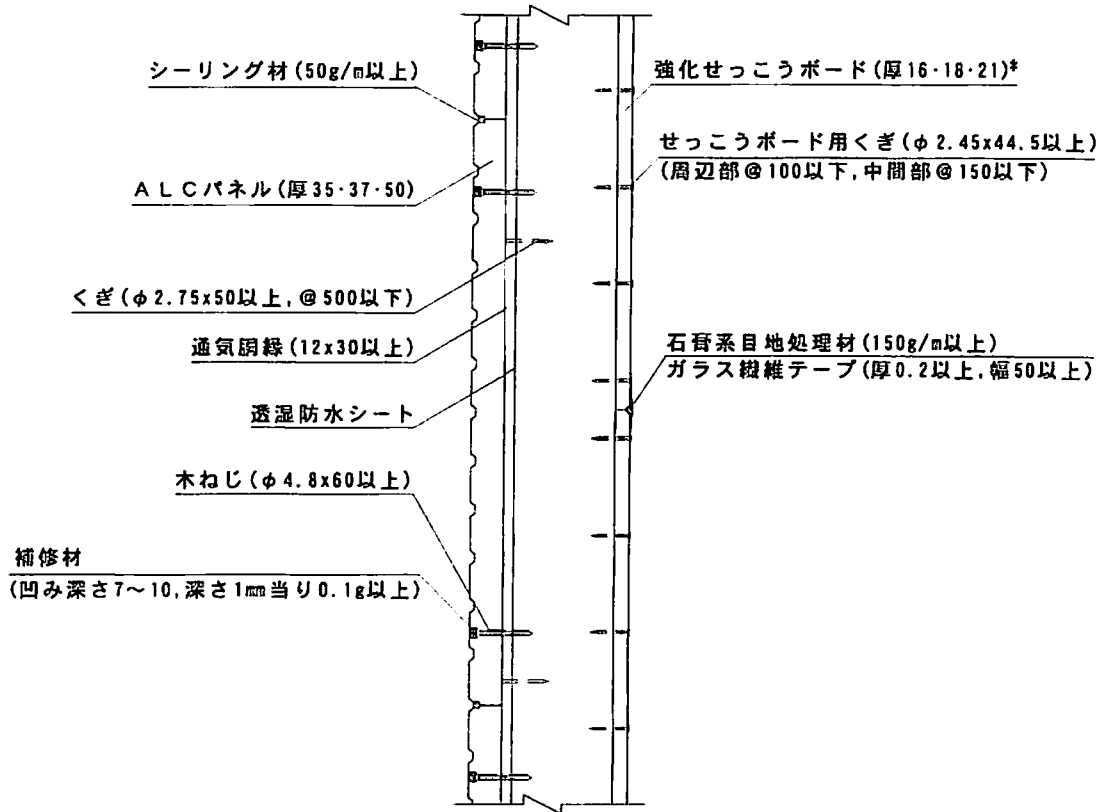 シーリング材(50g/m以上)
ALCパネル(厚35・37・50)
くぎ(φ2.75x50以上,@500以下)
通気胴縁(12x30以上)
透湿防水シート
木ねじ(φ4.8x60以上)
補修材
(凹み深さ7～10,深さ1mm当り0.1g以上)
強化せっこうボード(厚16・18・21)*
せっこうボード用くぎ(φ2.45x44.5以上)
(周辺部@100以下,中間部@150以下)
石膏系目地処理材(150g/m以上)
ガラス繊維テープ(厚0.2以上,幅50以上)